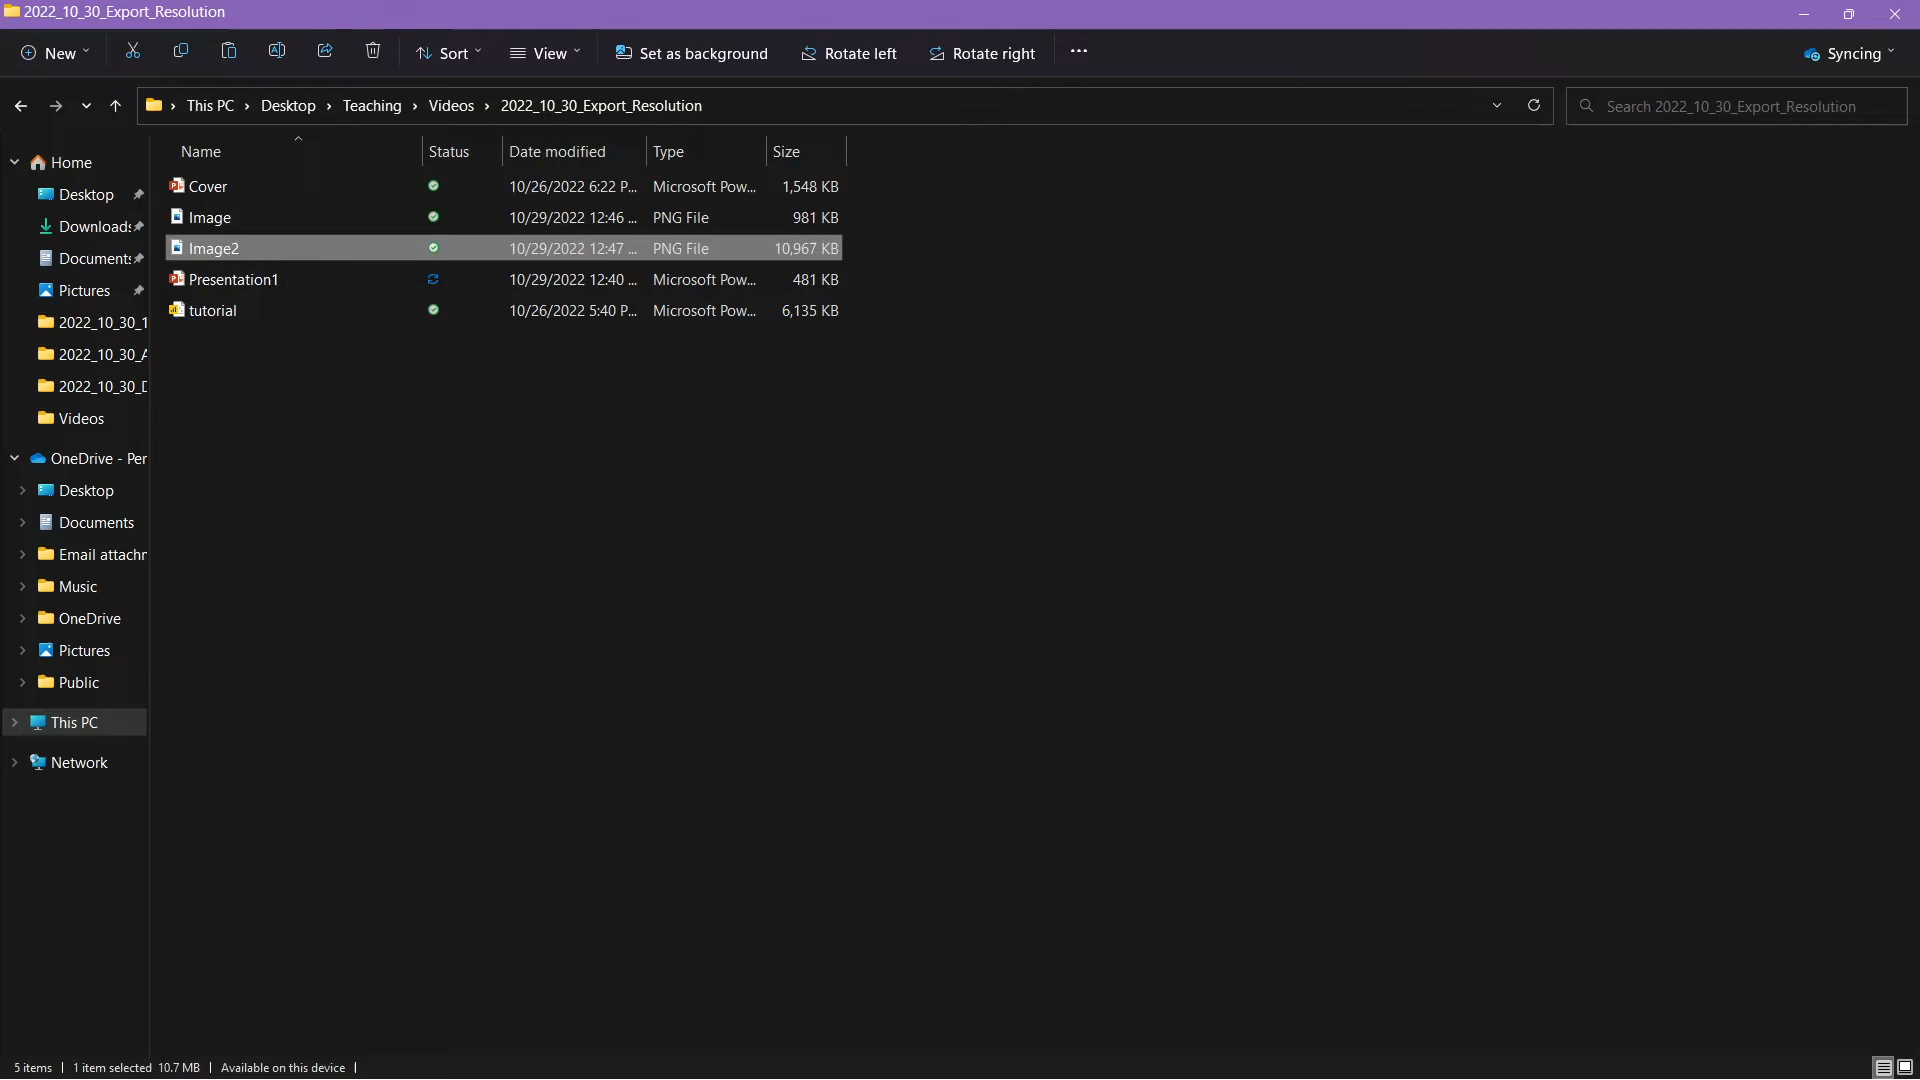 2022_10_30_Export_Resolution
New
Sort
View
Set as background
Rotate left
Rotate right
Syncing
This PC > Desktop > Teaching > Videos > 2022_10_30_Export_Resolution
Search 2022_10_30_Export_Resolution
Name Status Date modified Type Size
Cover 10/26/2022 6:22 P... Microsoft Pow... 1,548 KB
Image 10/29/2022 12:46 ... PNG File 981 KB
Image2 10/29/2022 12:47 ... PNG File 10,967 KB
Presentation1 10/29/2022 12:40 ... Microsoft Pow... 481 KB
tutorial 10/26/2022 5:40 P... Microsoft Pow... 6,135 KB
Home
Desktop
Downloads
Documents
Pictures
2022_10_30_1
2022_10_30_A
2022_10_30_D
Videos
OneDrive - Per
Desktop
Documents
Email attachm
Music
OneDrive
Pictures
Public
This PC
Network
5 items | 1 item selected 10.7 MB | Available on this device |